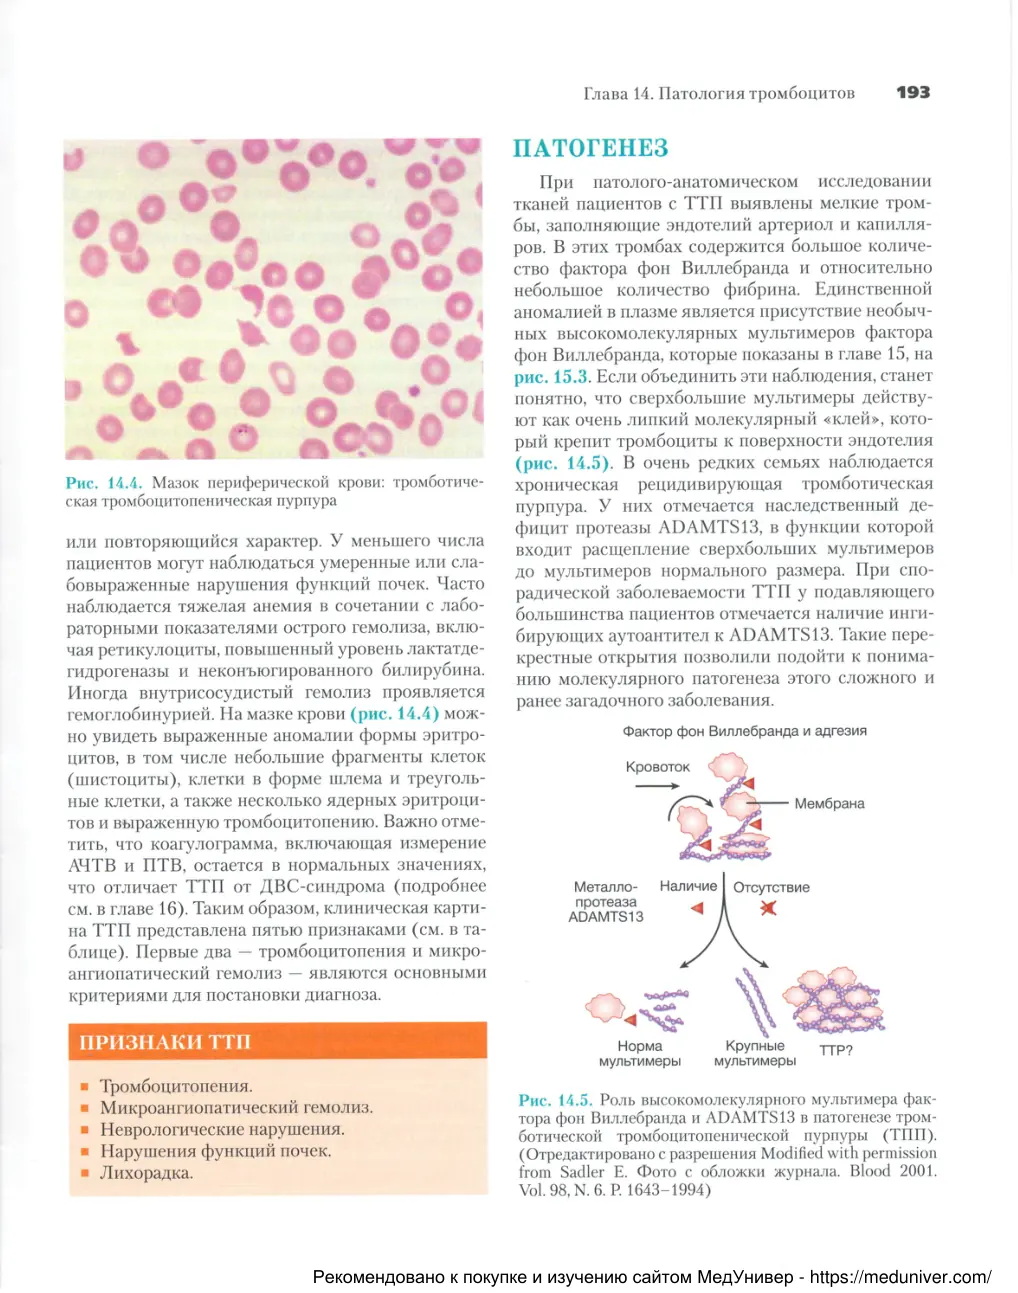 Глава 14. Патология тромбоцитов 193
Рис. 14.4. Мазок периферической крови: тромботиче-
ская тромбоцитопеническая пурпура
или повторяющийся характер. У меньшего числа
пациентов могут наблюдаться умеренные или сла-
бовыраженные нарушения функций почек. Часто
наблюдается тяжелая анемия в сочетании с лабо-
раторными показателями острого гемолиза, вклю-
чая ретикулоциты, повышенный уровень лактатде-
гидрогеназы и неконъюгированного билирубина.
Иногда внутрисосудистый гемолиз проявляется
гемоглобинурией. На мазке крови (рис. 14.4) мож-
но увидеть выраженные аномалии формы эритро-
цитов, в том числе небольшие фрагменты клеток
(шистоциты), клетки в форме шлема и треуголь-
ные клетки, а также несколько ядерных эритроци-
тов и выраженную тромбоцитопению. Важно отме-
тить, что коагулограмма, включающая измерение
АЧТВ и ПТВ, остается в нормальных значениях,
что отличает ТТП от ДВС-синдрома (подробнее
см. в главе 16). Таким образом, клиническая карти-
на ТТП представлена пятью признаками (см. в та-
блице). Первые два — тромбоцитопения и микро-
ангиопатический гемолиз — являются основными
критериями для постановки диагноза.
ПРИЗНАКИ ТТП
■ Тромбоцитопения.
■ Микроангиопатический гемолиз.
■ Неврологические нарушения.
■ Нарушения функций почек.
■ Лихорадка.
ПАТОГЕНЕЗ
При патолого-анатомическом исследовании
тканей пациентов с ТТП выявлены мелкие тром-
бы, заполняющие эндотелий артериол и капилля-
ров. В этих тромбах содержится большое количе-
ство фактора фон Виллебранда и относительно
небольшое количество фибрина. Единственной
аномалией в плазме является присутствие необыч-
ных высокомолекулярных мультимеров фактора
фон Виллебранда, которые показаны в главе 15, на
рис. 15.3. Если объединить эти наблюдения, станет
понятно, что сверхбольшие мультимеры действу-
ют как очень липкий молекулярный «клей», кото-
рый крепит тромбоциты к поверхности эндотелия
(рис. 14.5). В очень редких семьях наблюдается
хроническая рецидивирующая тромботическая
пурпура. У них отмечается наследственный де-
фицит протеазы ADAMTS13, в функции которой
входит расщепление сверхбольших мультимеров
до мультимеров нормального размера. При спо-
радической заболеваемости ТТП у подавляющего
большинства пациентов отмечается наличие инги-
бирующих аутоантител к ADAMTS13. Такие пере-
крестные открытия позволили подойти к понима-
нию молекулярного патогенеза этого сложного и
ранее загадочного заболевания.
Фактор фон Виллебранда и адгезия
Кровоток
Мембрана
Металло-
протеаза
ADAMTS13
Наличие
Отсутствие
Норма
мультимеры
Крупные
мультимеры
TTP?
Рис. 14.5. Роль высокомолекулярного мультимера фак-
тора фон Виллебранда и ADAMTS13 в патогенезе тром-
ботической тромбоцитопенической пурпуры (ТПП).
(Отредактировано с разрешения Modified with permission
from Sadler E. Фото с обложки журнала. Blood 2001.
Vol. 98, N. 6. P. 1643–1994)
Рекомендовано к покупке и изучению сайтом МедУнивер - https://meduniver.com/